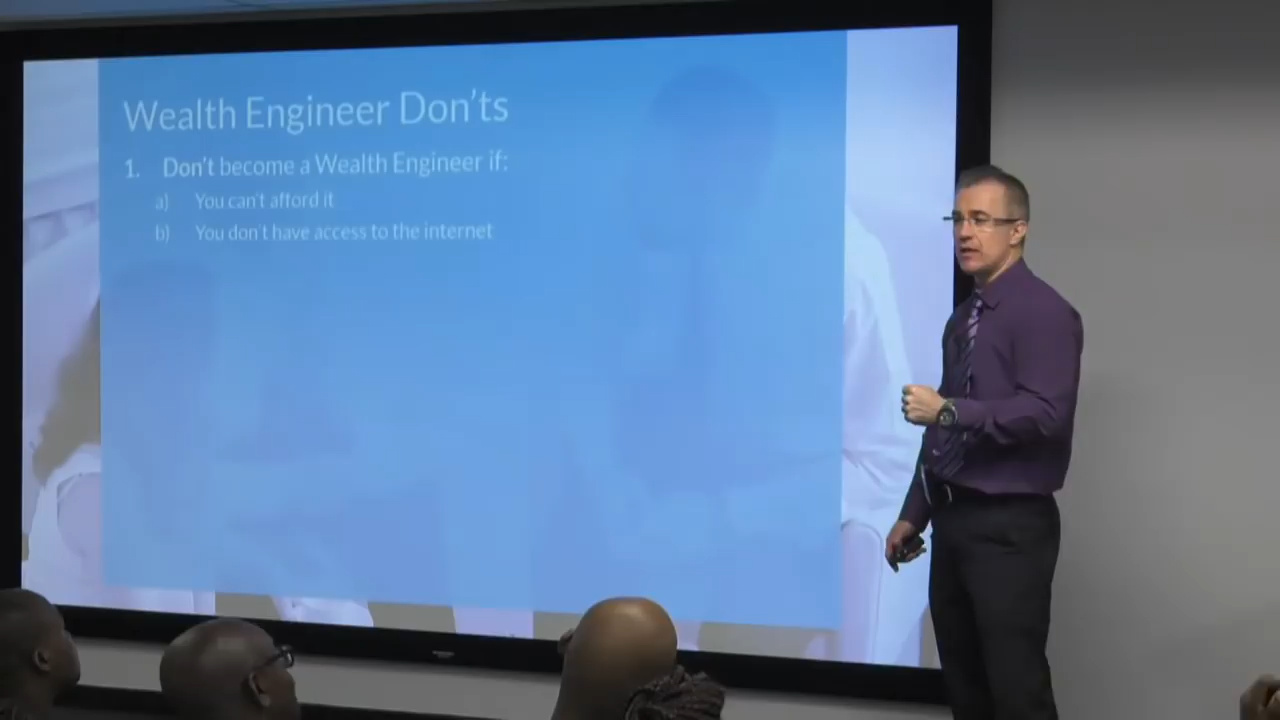 Wealth Engineer Don'ts
1. Don't become a Wealth Engineer if:
a) You can't afford it
b) You don't have access to the internet